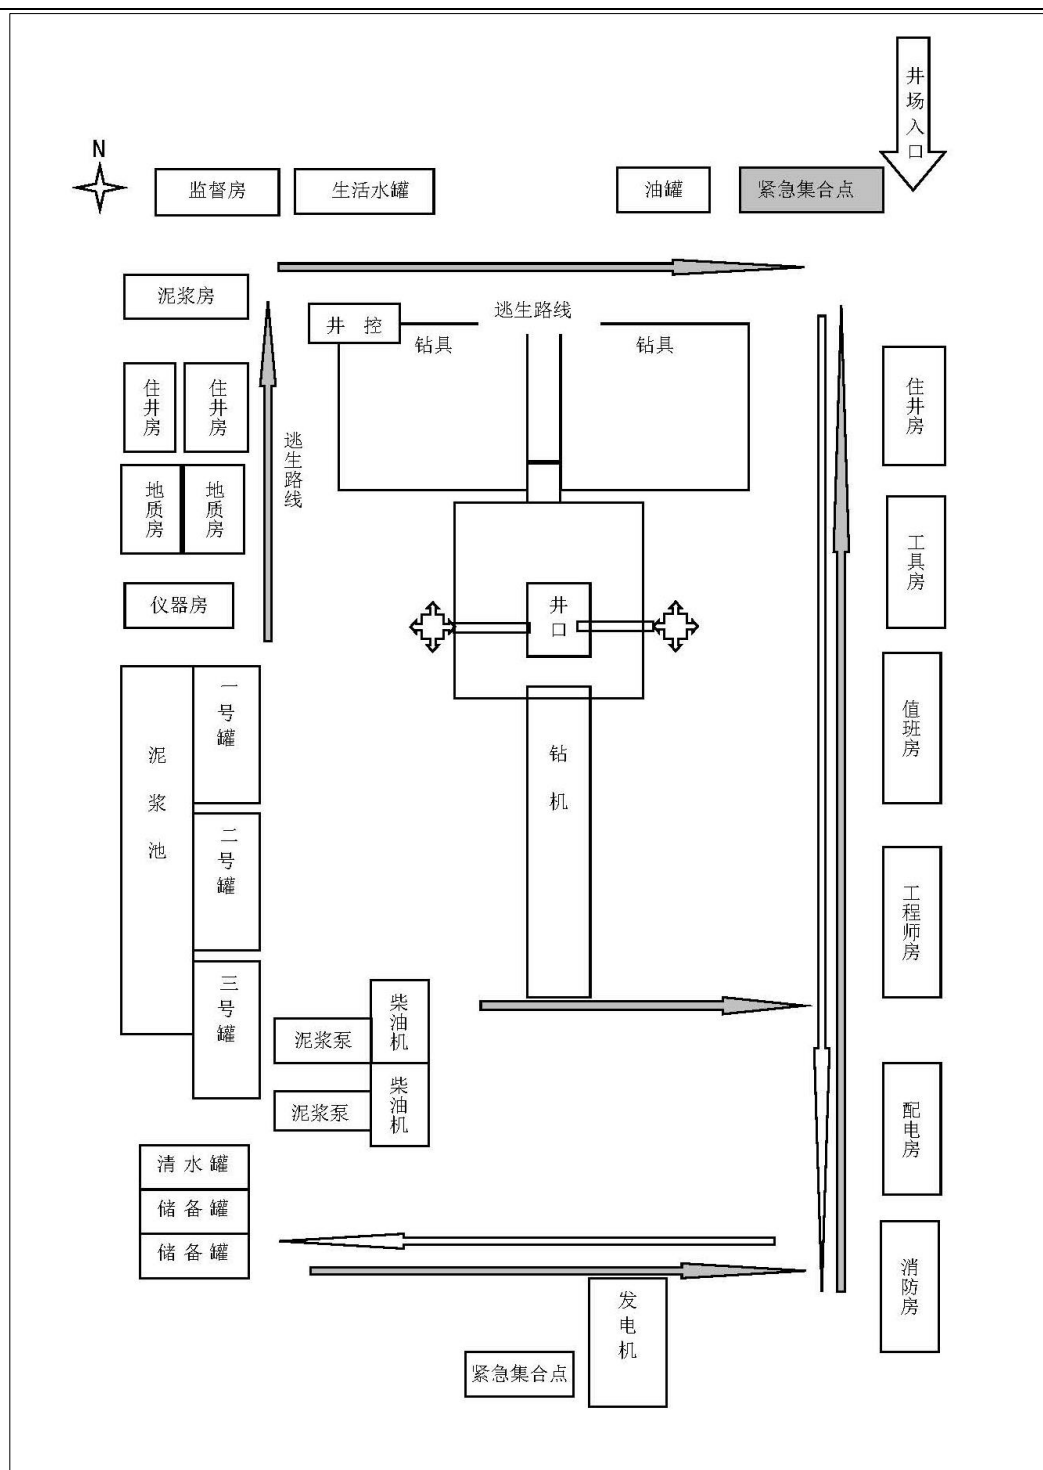 井场入口
N
监督房
生活水罐
油罐
紧急集合点
泥浆房
井 控
逃生路线
钻具
钻具
住井房
住井房
住井房
逃生路线
地质房
地质房
工具房
仪器房
井口
一号罐
值班房
泥浆池
钻机
二号罐
工程师房
三号罐
柴油机
泥浆泵
柴油机
泥浆泵
配电房
清 水 罐
储 备 罐
储 备 罐
消防房
发电机
紧急集合点